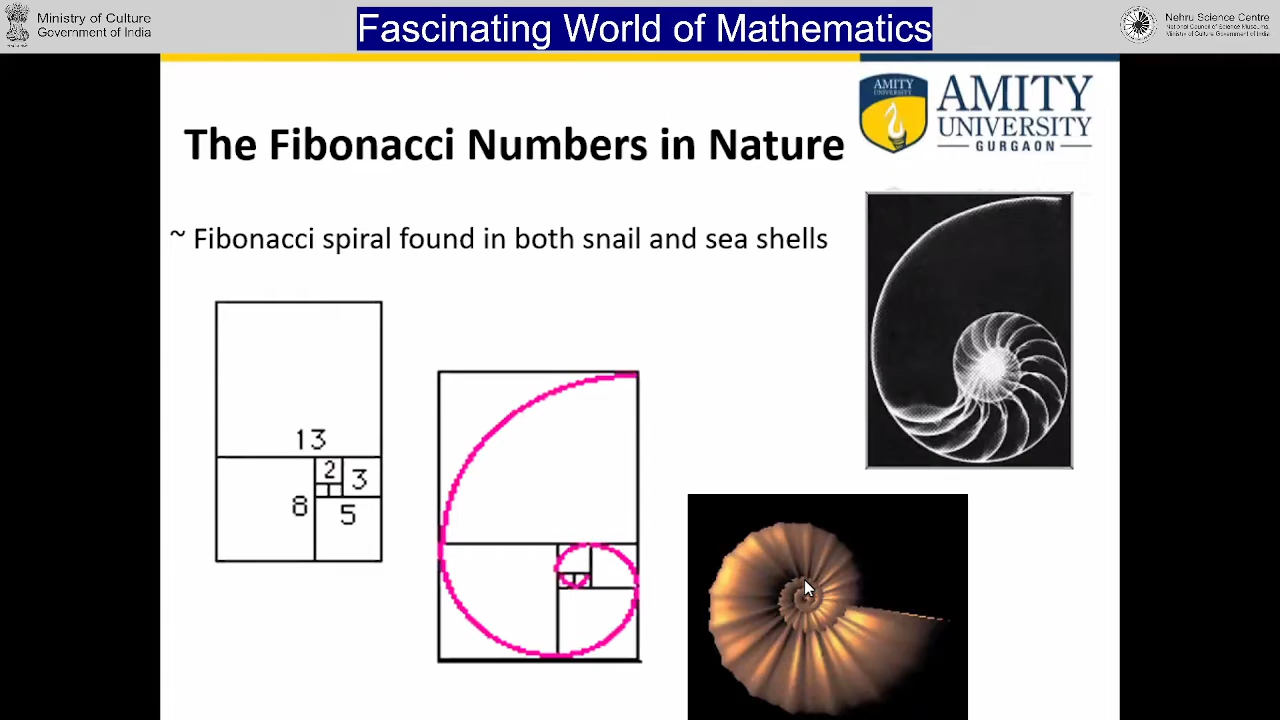 Ministry of Culture
Government of India
Fascinating World of Mathematics
Nehru Science Centre
National Council of Science Museums,
Ministry of Culture Government of India,
AMITY
UNIVERSITY
AMITY
UNIVERSITY
GURGAON
The Fibonacci Numbers in Nature
~ Fibonacci spiral found in both snail and sea shells
13
2
3
8
5